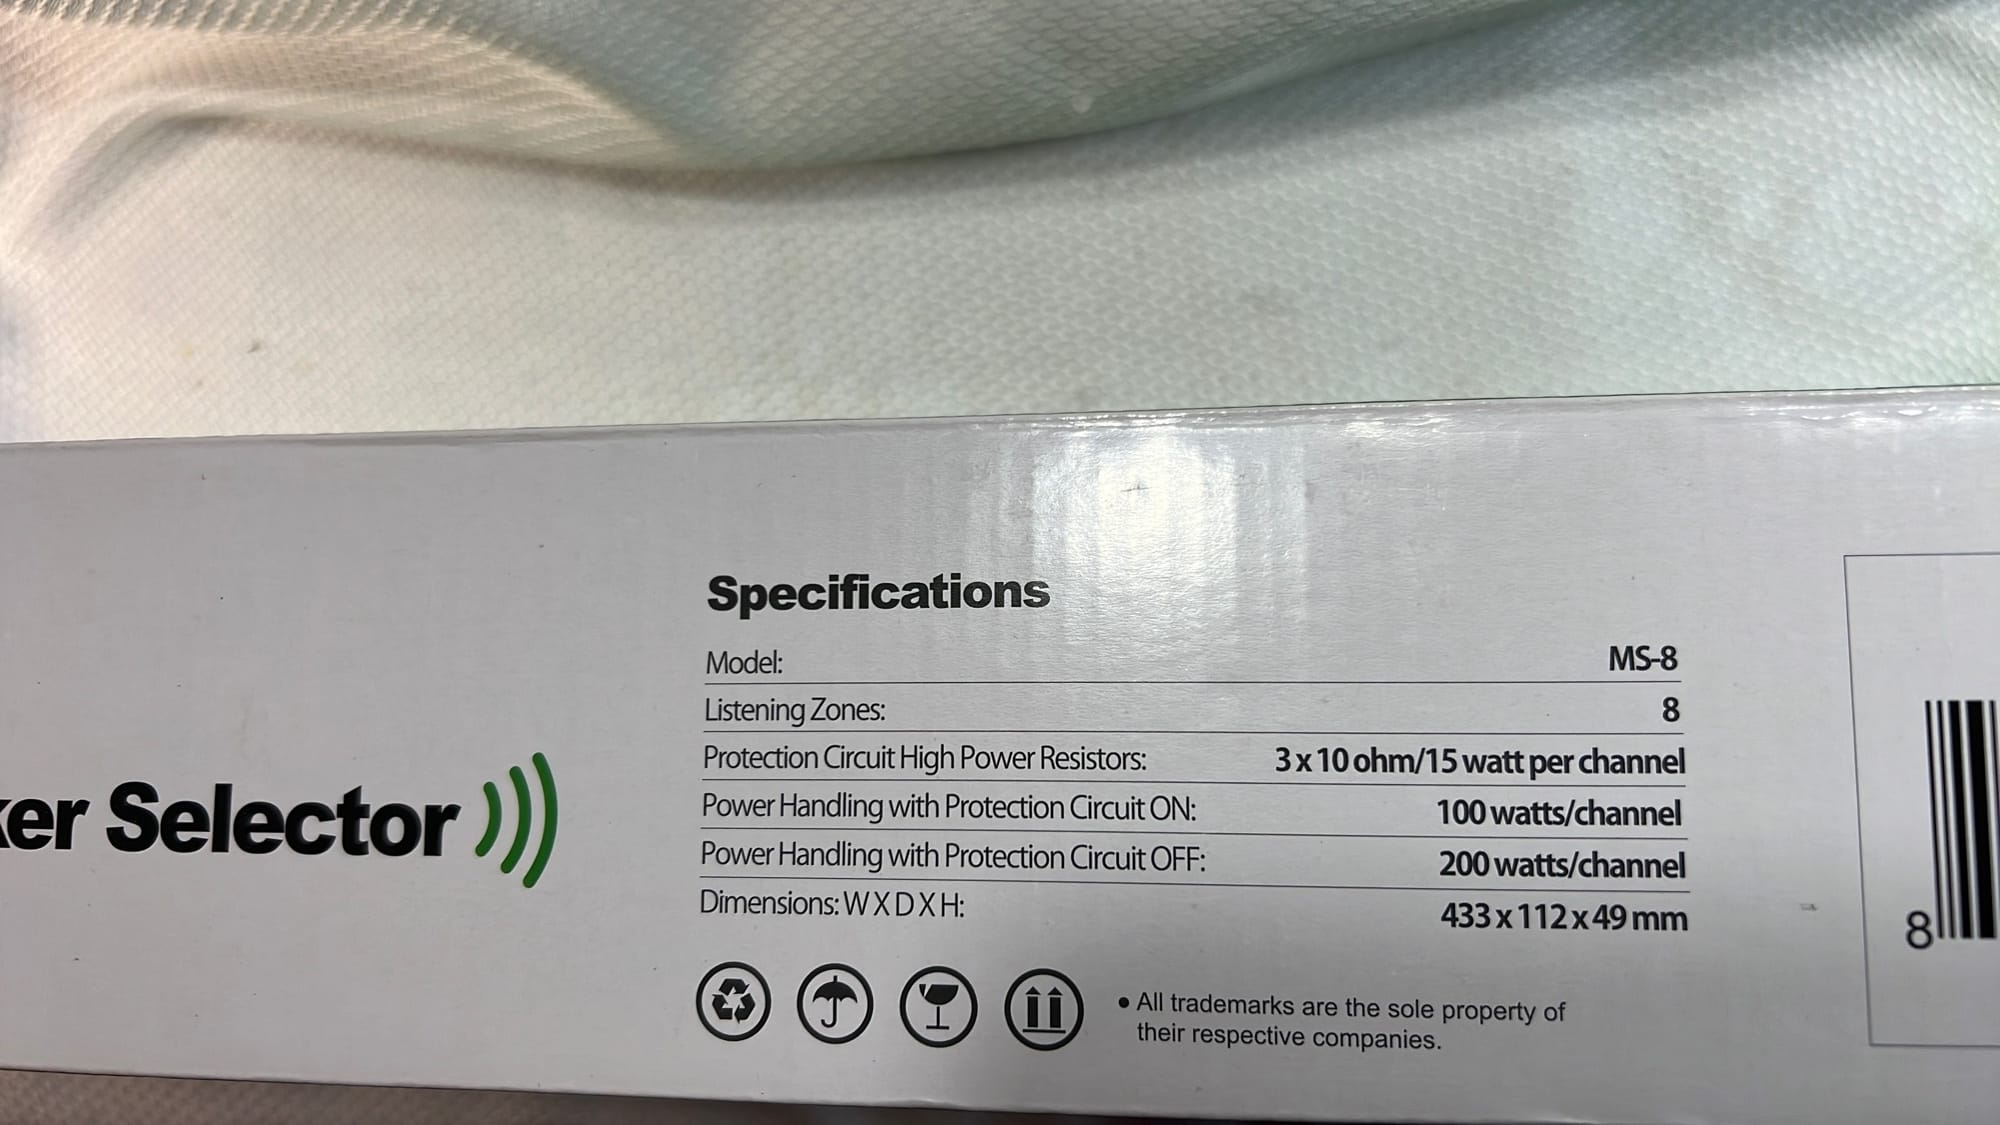 Specifications
Model: MS-8
Listening Zones: 8
Protection Circuit High Power Resistors: 3 x 10 ohm/15 watt per channel
Power Handling with Protection Circuit ON: 100 watts/channel
Power Handling with Protection Circuit OFF: 200 watts/channel
Dimensions: W X D X H: 433 x 112 x 49 mm
ker Selector
• All trademarks are the sole property of
their respective companies.
8